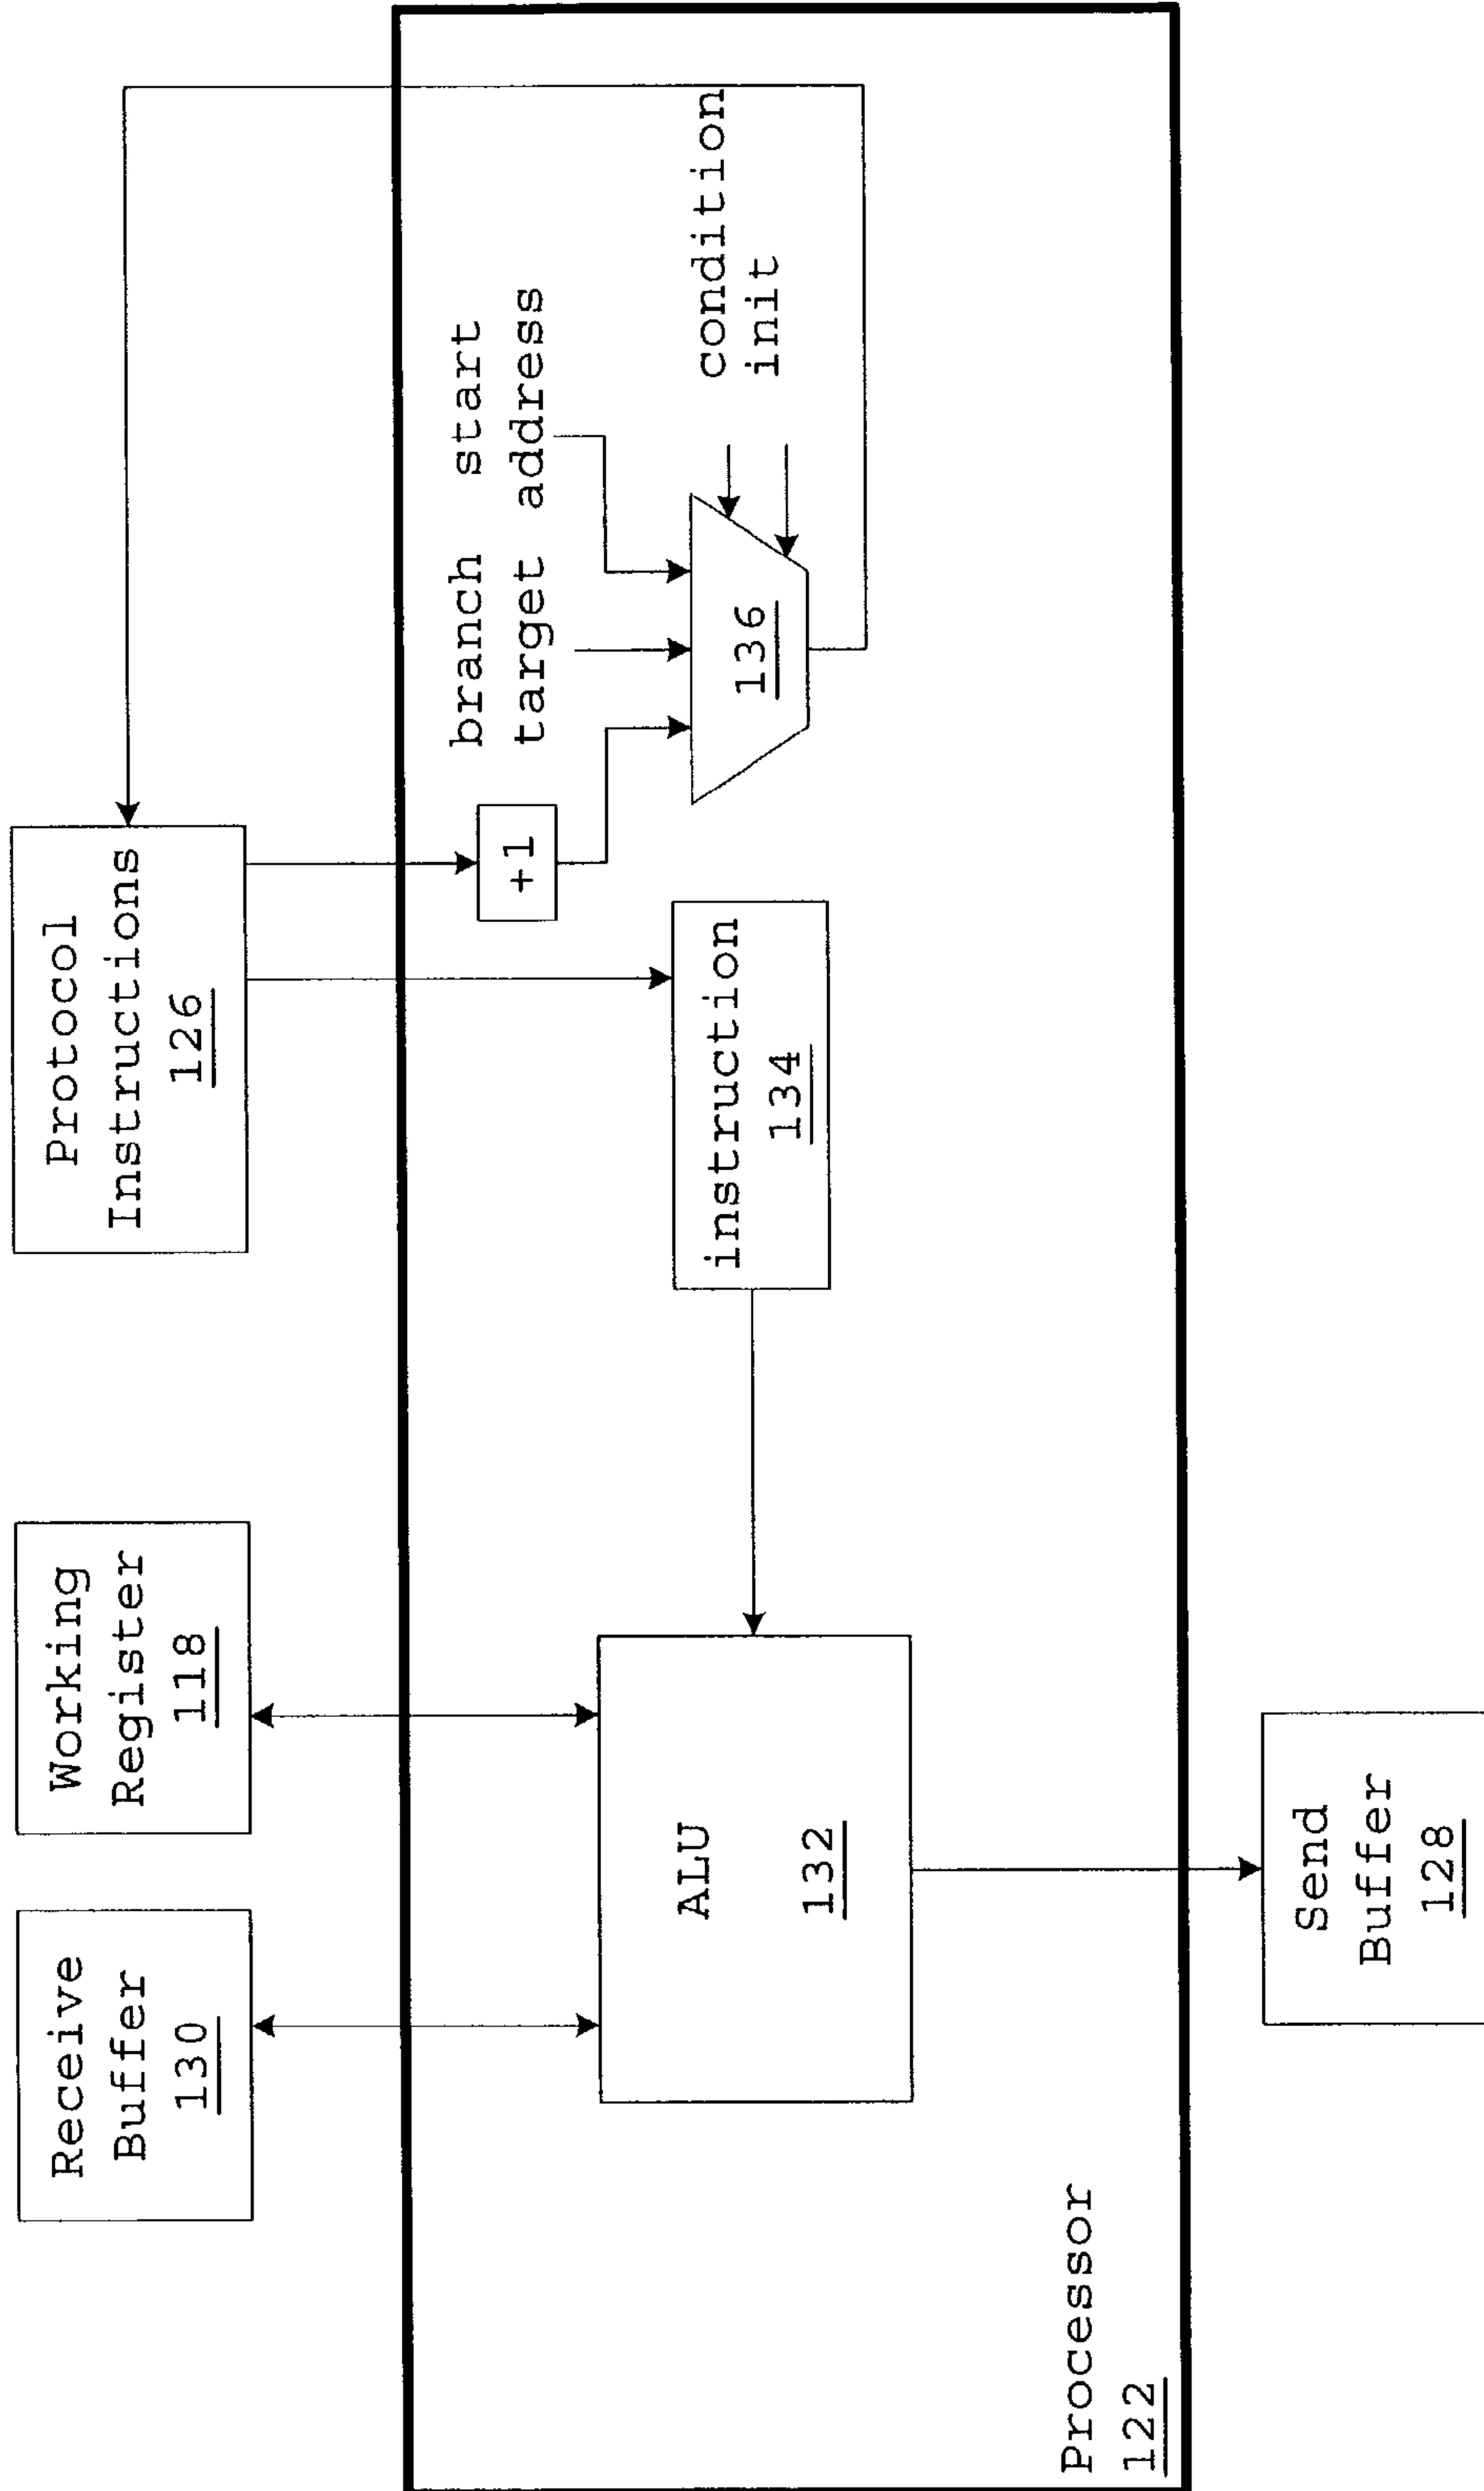 Receive
Buffer
130
Working
Register
118
Protocol
Instructions
126
ALU
132
instruction
134
+1
branch start
target address
136
condition
init
Processor
122
Send
Buffer
128